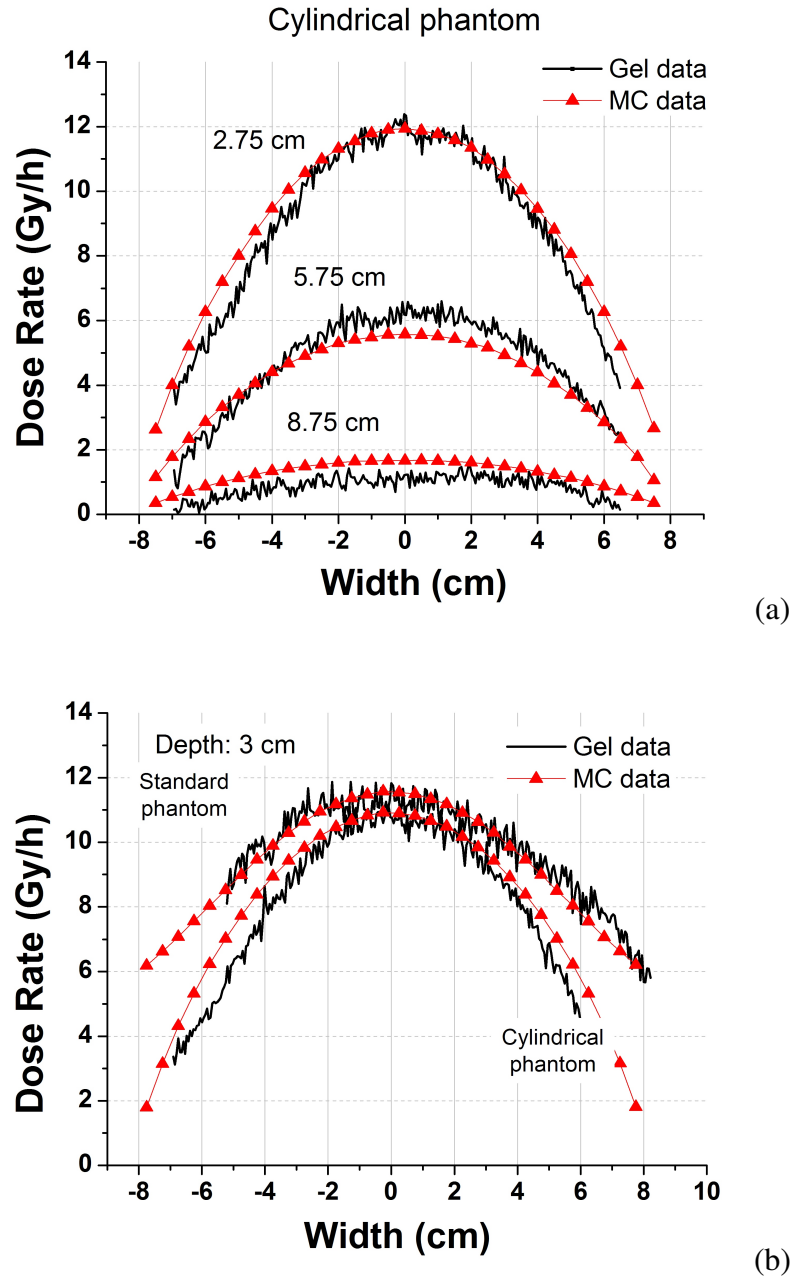 Cylindrical phantom
14
12
10
8
6
4
2
0
Dose Rate (Gy/h)
Gel data
MC data
2.75 cm
5.75 cm
8.75 cm
-8 -6 -4 -2 0 2 4 6 8
Width (cm)
(a)
14
12
10
8
6
4
2
0
Dose Rate (Gy/h)
Depth: 3 cm
Standard
phantom
Gel data
MC data
Cylindrical
phantom
-8 -6 -4 -2 0 2 4 6 8 10
Width (cm)
(b)